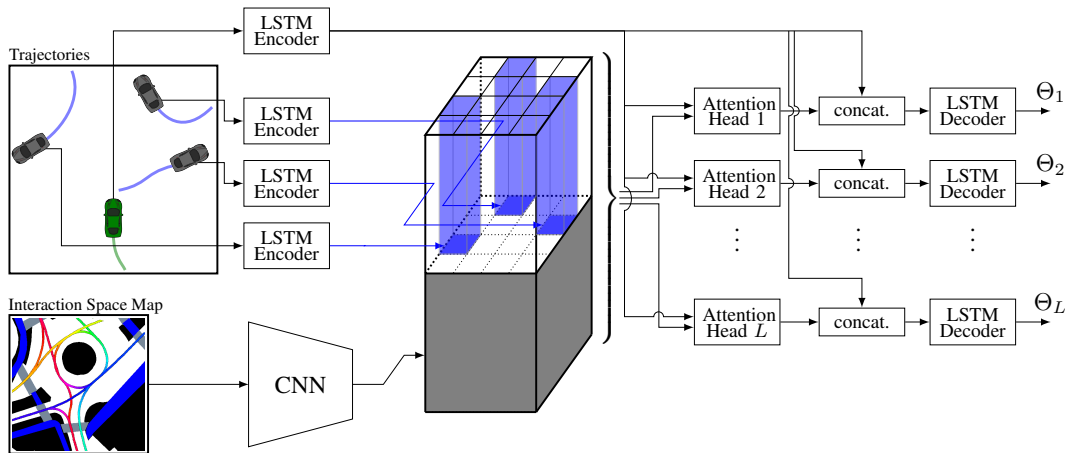 Trajectories
LSTM
Encoder
LSTM
Encoder
LSTM
Encoder
LSTM
Encoder
Interaction Space Map
CNN
Attention
Head 1
concat.
LSTM
Decoder
Θ₁
Attention
Head 2
concat.
LSTM
Decoder
Θ₂
⋮ ⋮ ⋮
Attention
Head L
concat.
LSTM
Decoder
Θ_L